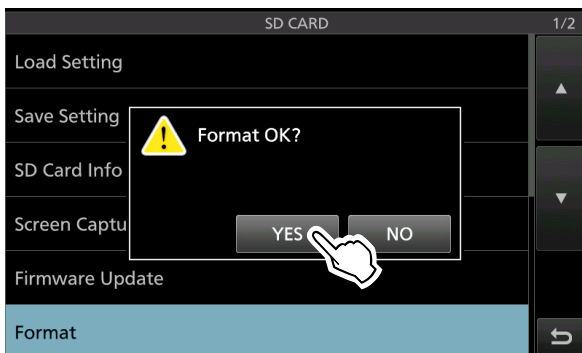 SD CARD 1/2
Load Setting
Save Setting
Format OK?
SD Card Info
Screen Captu
YES NO
Firmware Update
Format